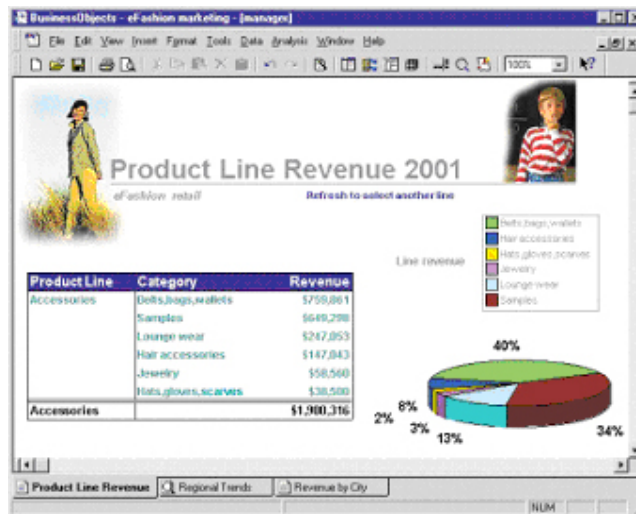 BusinessObjects - eFashion marketing - [manager]
File Edit View Insert Format Tools Data Analysis Window Help
100%
Product Line Revenue 2001
eFashion retail
Refresh to select another line
Belts,bags,wallets
Hair accessories
Hats,gloves,scarves
Jewelry
Lounge wear
Samples
Line revenue
Product Line Category Revenue
Accessories Belts,bags,wallets $759,861
Samples $649,298
Lounge wear $247,053
Hair accessories $147,043
Jewelry $58,560
Hats,gloves,scarves $38,500
Accessories $1,900,316
40%
8%
2%
3%
13%
34%
Product Line Revenue Regional Trends Revenue by City
NUM